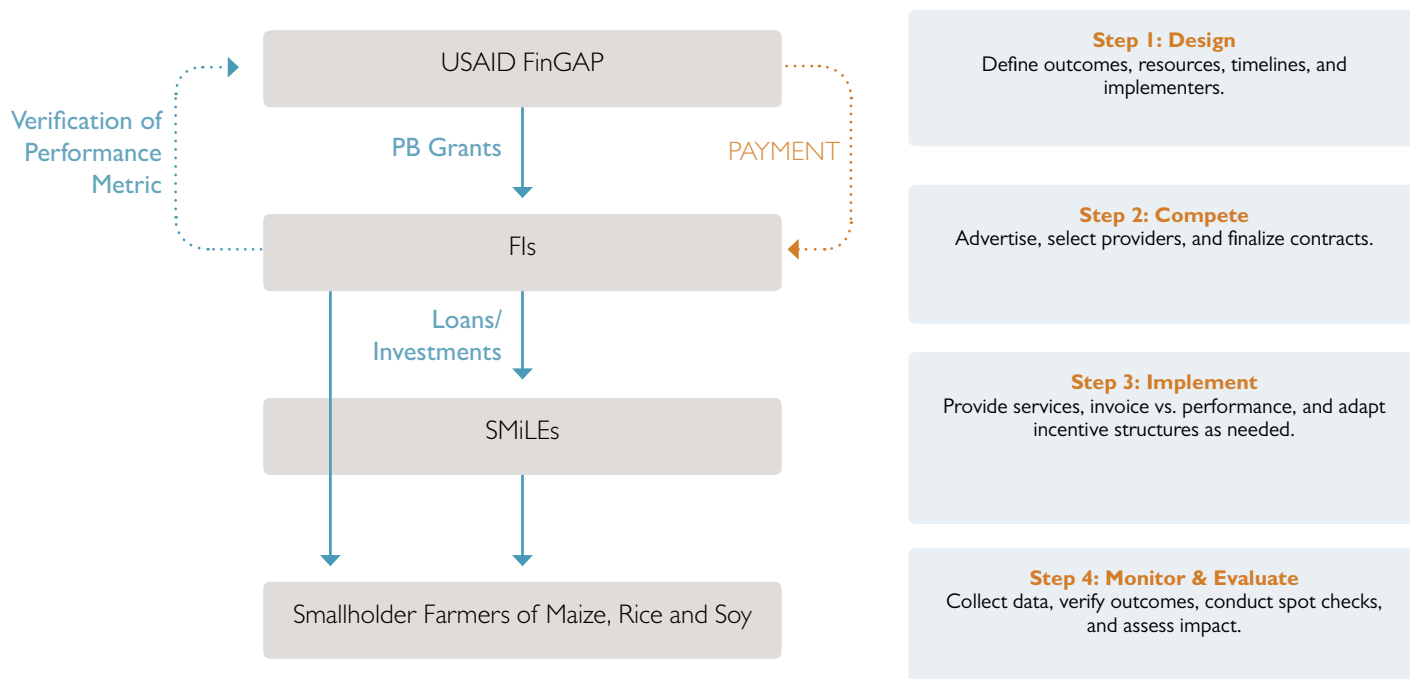 USAID FinGAP
Verification of
Performance
Metric
PB Grants
PAYMENT
FIs
Loans/
Investments
SMiLEs
Smallholder Farmers of Maize, Rice and Soy
Step 1: Design
Define outcomes, resources, timelines, and
implementers.
Step 2: Compete
Advertise, select providers, and finalize contracts.
Step 3: Implement
Provide services, invoice vs. performance, and adapt
incentive structures as needed.
Step 4: Monitor & Evaluate
Collect data, verify outcomes, conduct spot checks,
and assess impact.